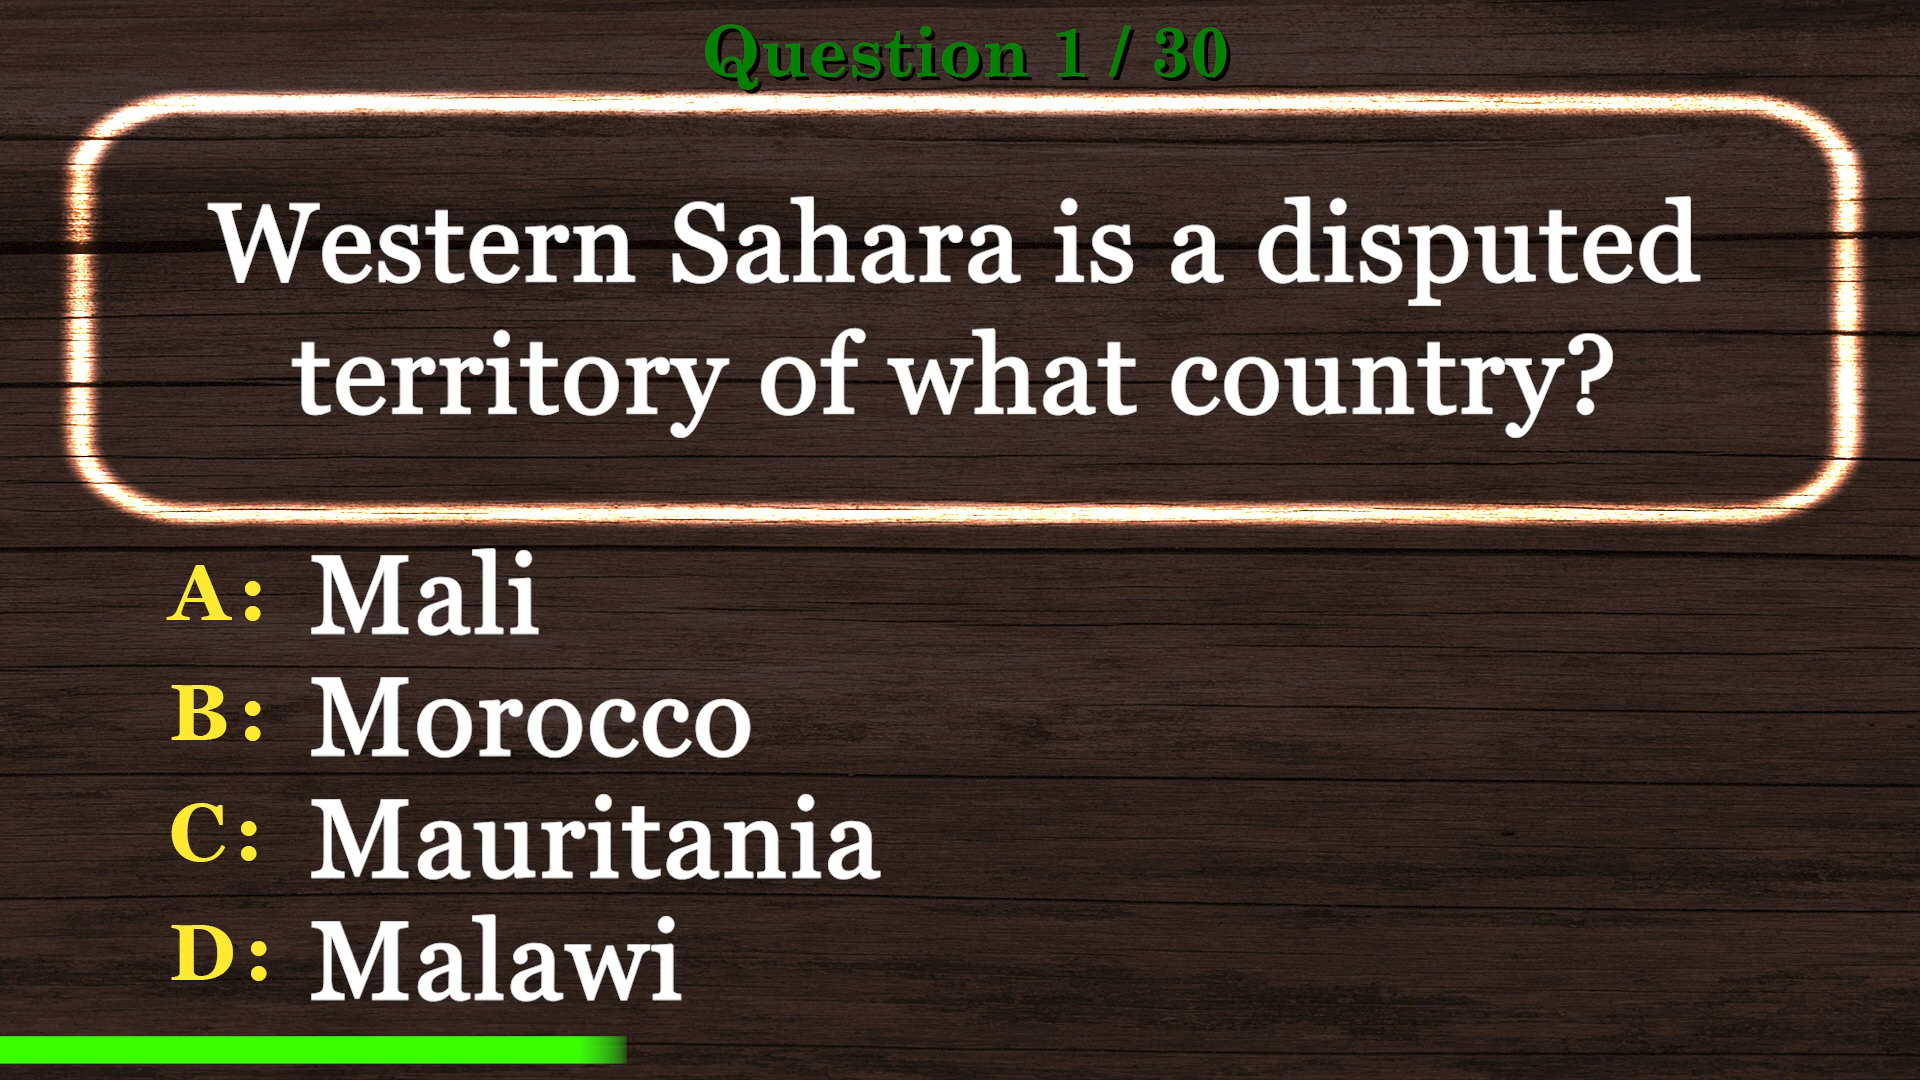 Question 1 / 30
Western Sahara is a disputed
territory of what country?
A: Mali
B: Morocco
C: Mauritania
D: Malawi